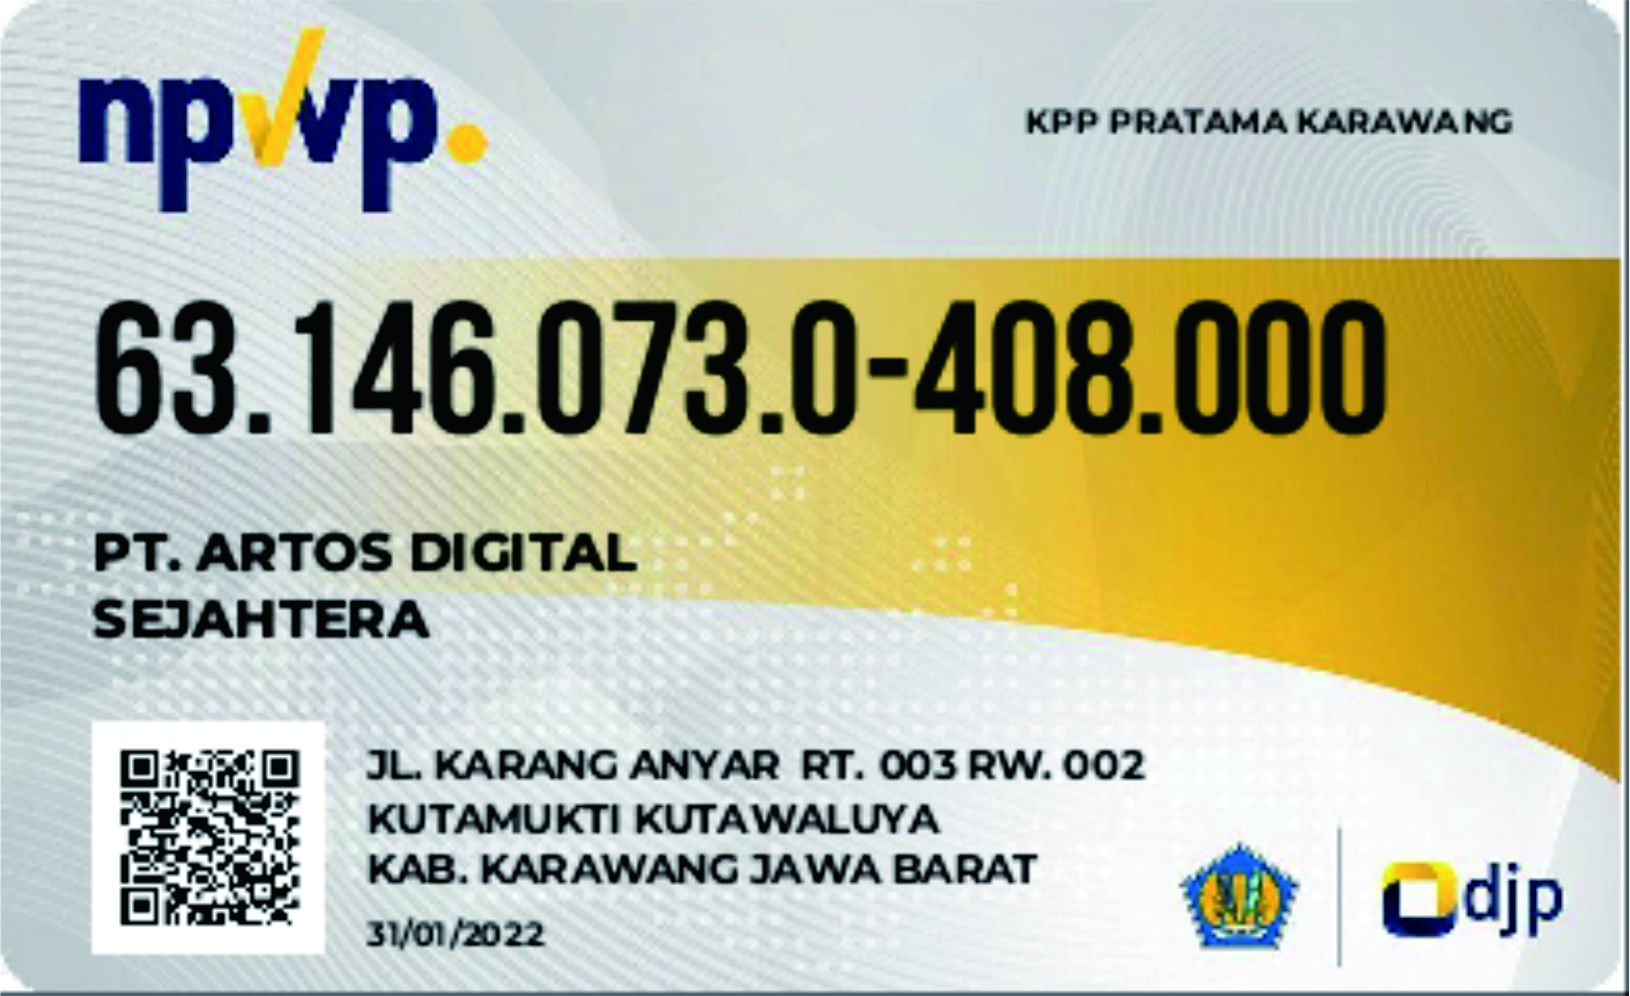 npwp.
KPP PRATAMA KARAWANG
63.146.073.0-408.000
PT. ARTOS DIGITAL
SEJAHTERA
JL. KARANG ANYAR RT. 003 RW. 002
KUTAMUKTI KUTAWALUYA
KAB. KARAWANG JAWA BARAT
31/01/2022
djp